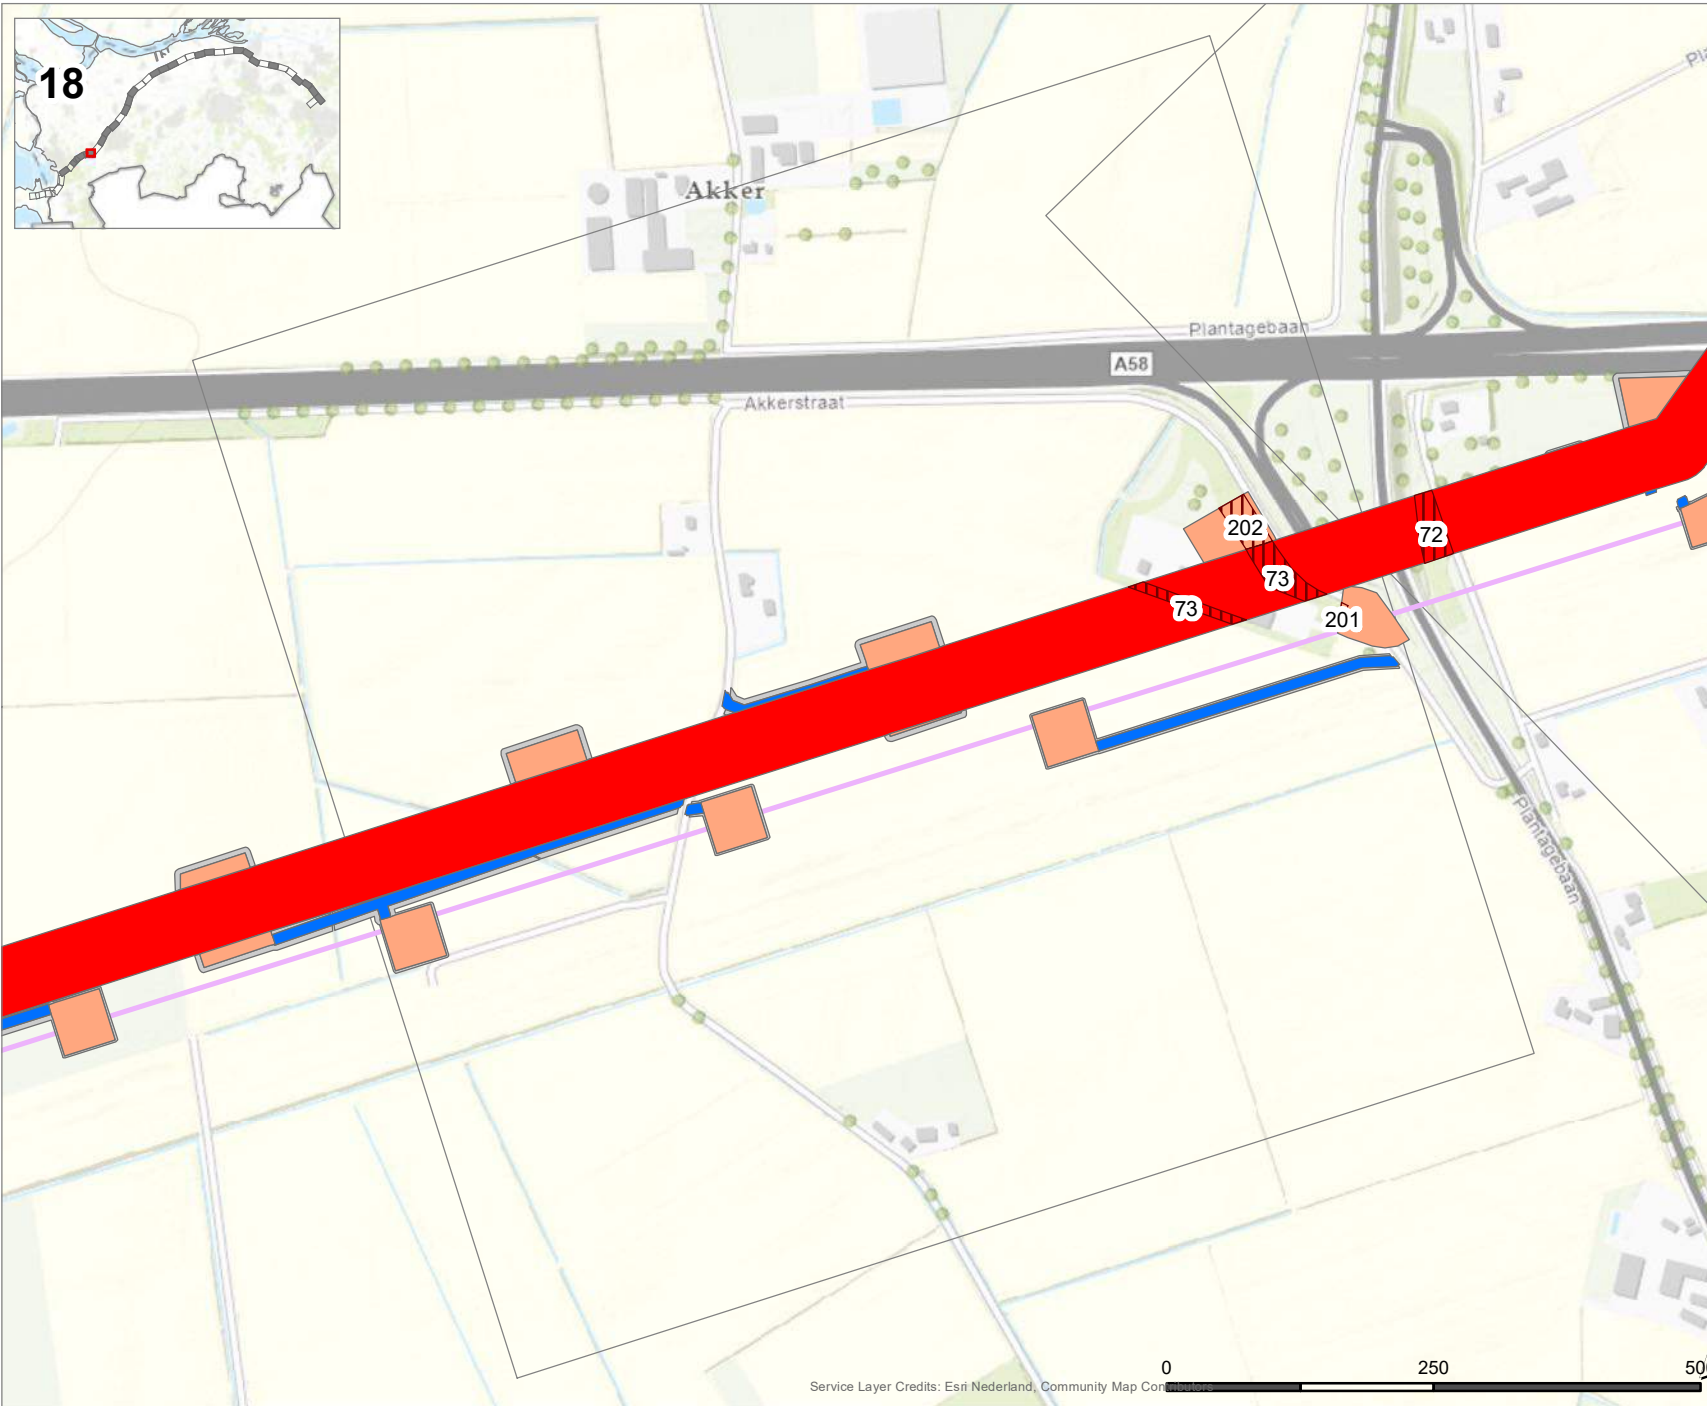 18
Akker
Plantagebaan
A58
Akkerstraat
202
72
73
73
201
Plantagebaan
0
250
Service Layer Credits: Esri Nederland, Community Map Contributors